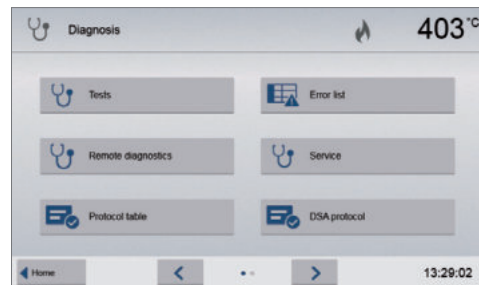 Diagnosis
403°C
Tests
Error list
Remote diagnostics
Service
Protocol table
DSA protocol
Home
13:29:02